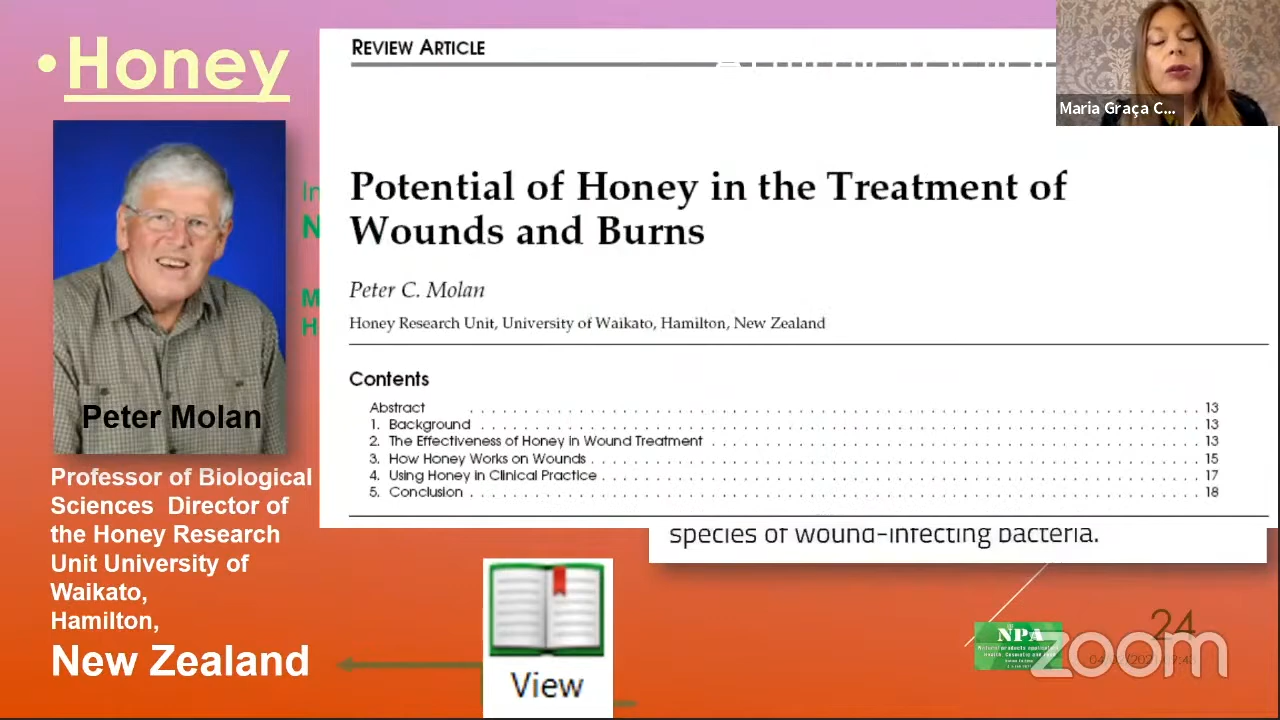 •Honey
REVIEW ARTICLE
Maria Graça C...
Potential of Honey in the Treatment of
Wounds and Burns
Peter C. Molan
Honey Research Unit, University of Waikato, Hamilton, New Zealand
Contents
Abstract . . . 13
1. Background . . . 13
2. The Effectiveness of Honey in Wound Treatment . . . 13
3. How Honey Works on Wounds . . . 15
4. Using Honey in Clinical Practice . . . 17
5. Conclusion . . . 18
In
N
M
H
Peter Molan
Professor of Biological
Sciences Director of
the Honey Research
Unit University of
Waikato,
Hamilton,
New Zealand
species of wound-infecting bacteria.
View
24
NPA
zoom